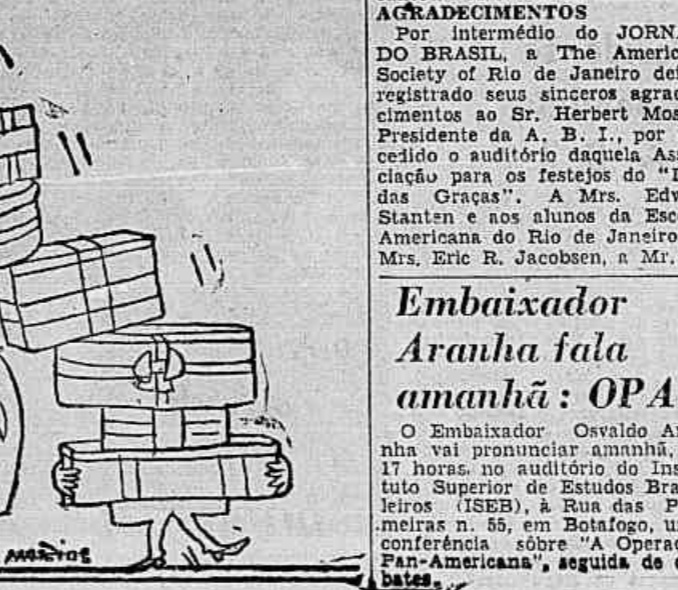 AGRADECIMENTOS
Por intermédio do JORNA
DO BRASIL, a The Americ
Society of Rio de Janeiro dei
registrado seus sinceros agrad
cimentos ao Sr. Herbert Mos
Presidente da A. B. I., por
cedido o auditório daquela Ass
ciação para os festejos do "D
das Graças". A Mrs. Edw
Stanten e aos alunos da Esco
Americana do Rio de Janeiro
Mrs. Eric R. Jacobsen, a Mr.
Embaixador
Aranha fala
amanhã: OPA
O Embaixador Osvaldo Ar
nha vai pronunciar amanhã,
17 horas, no auditório do Ins
tuto Superior de Estudos Bra
leiros (ISEB), à Rua das P
meiras n. 55, em Botafogo, u
conferência sôbre "A Operaç
Pan-Americana", seguida de d
bates.